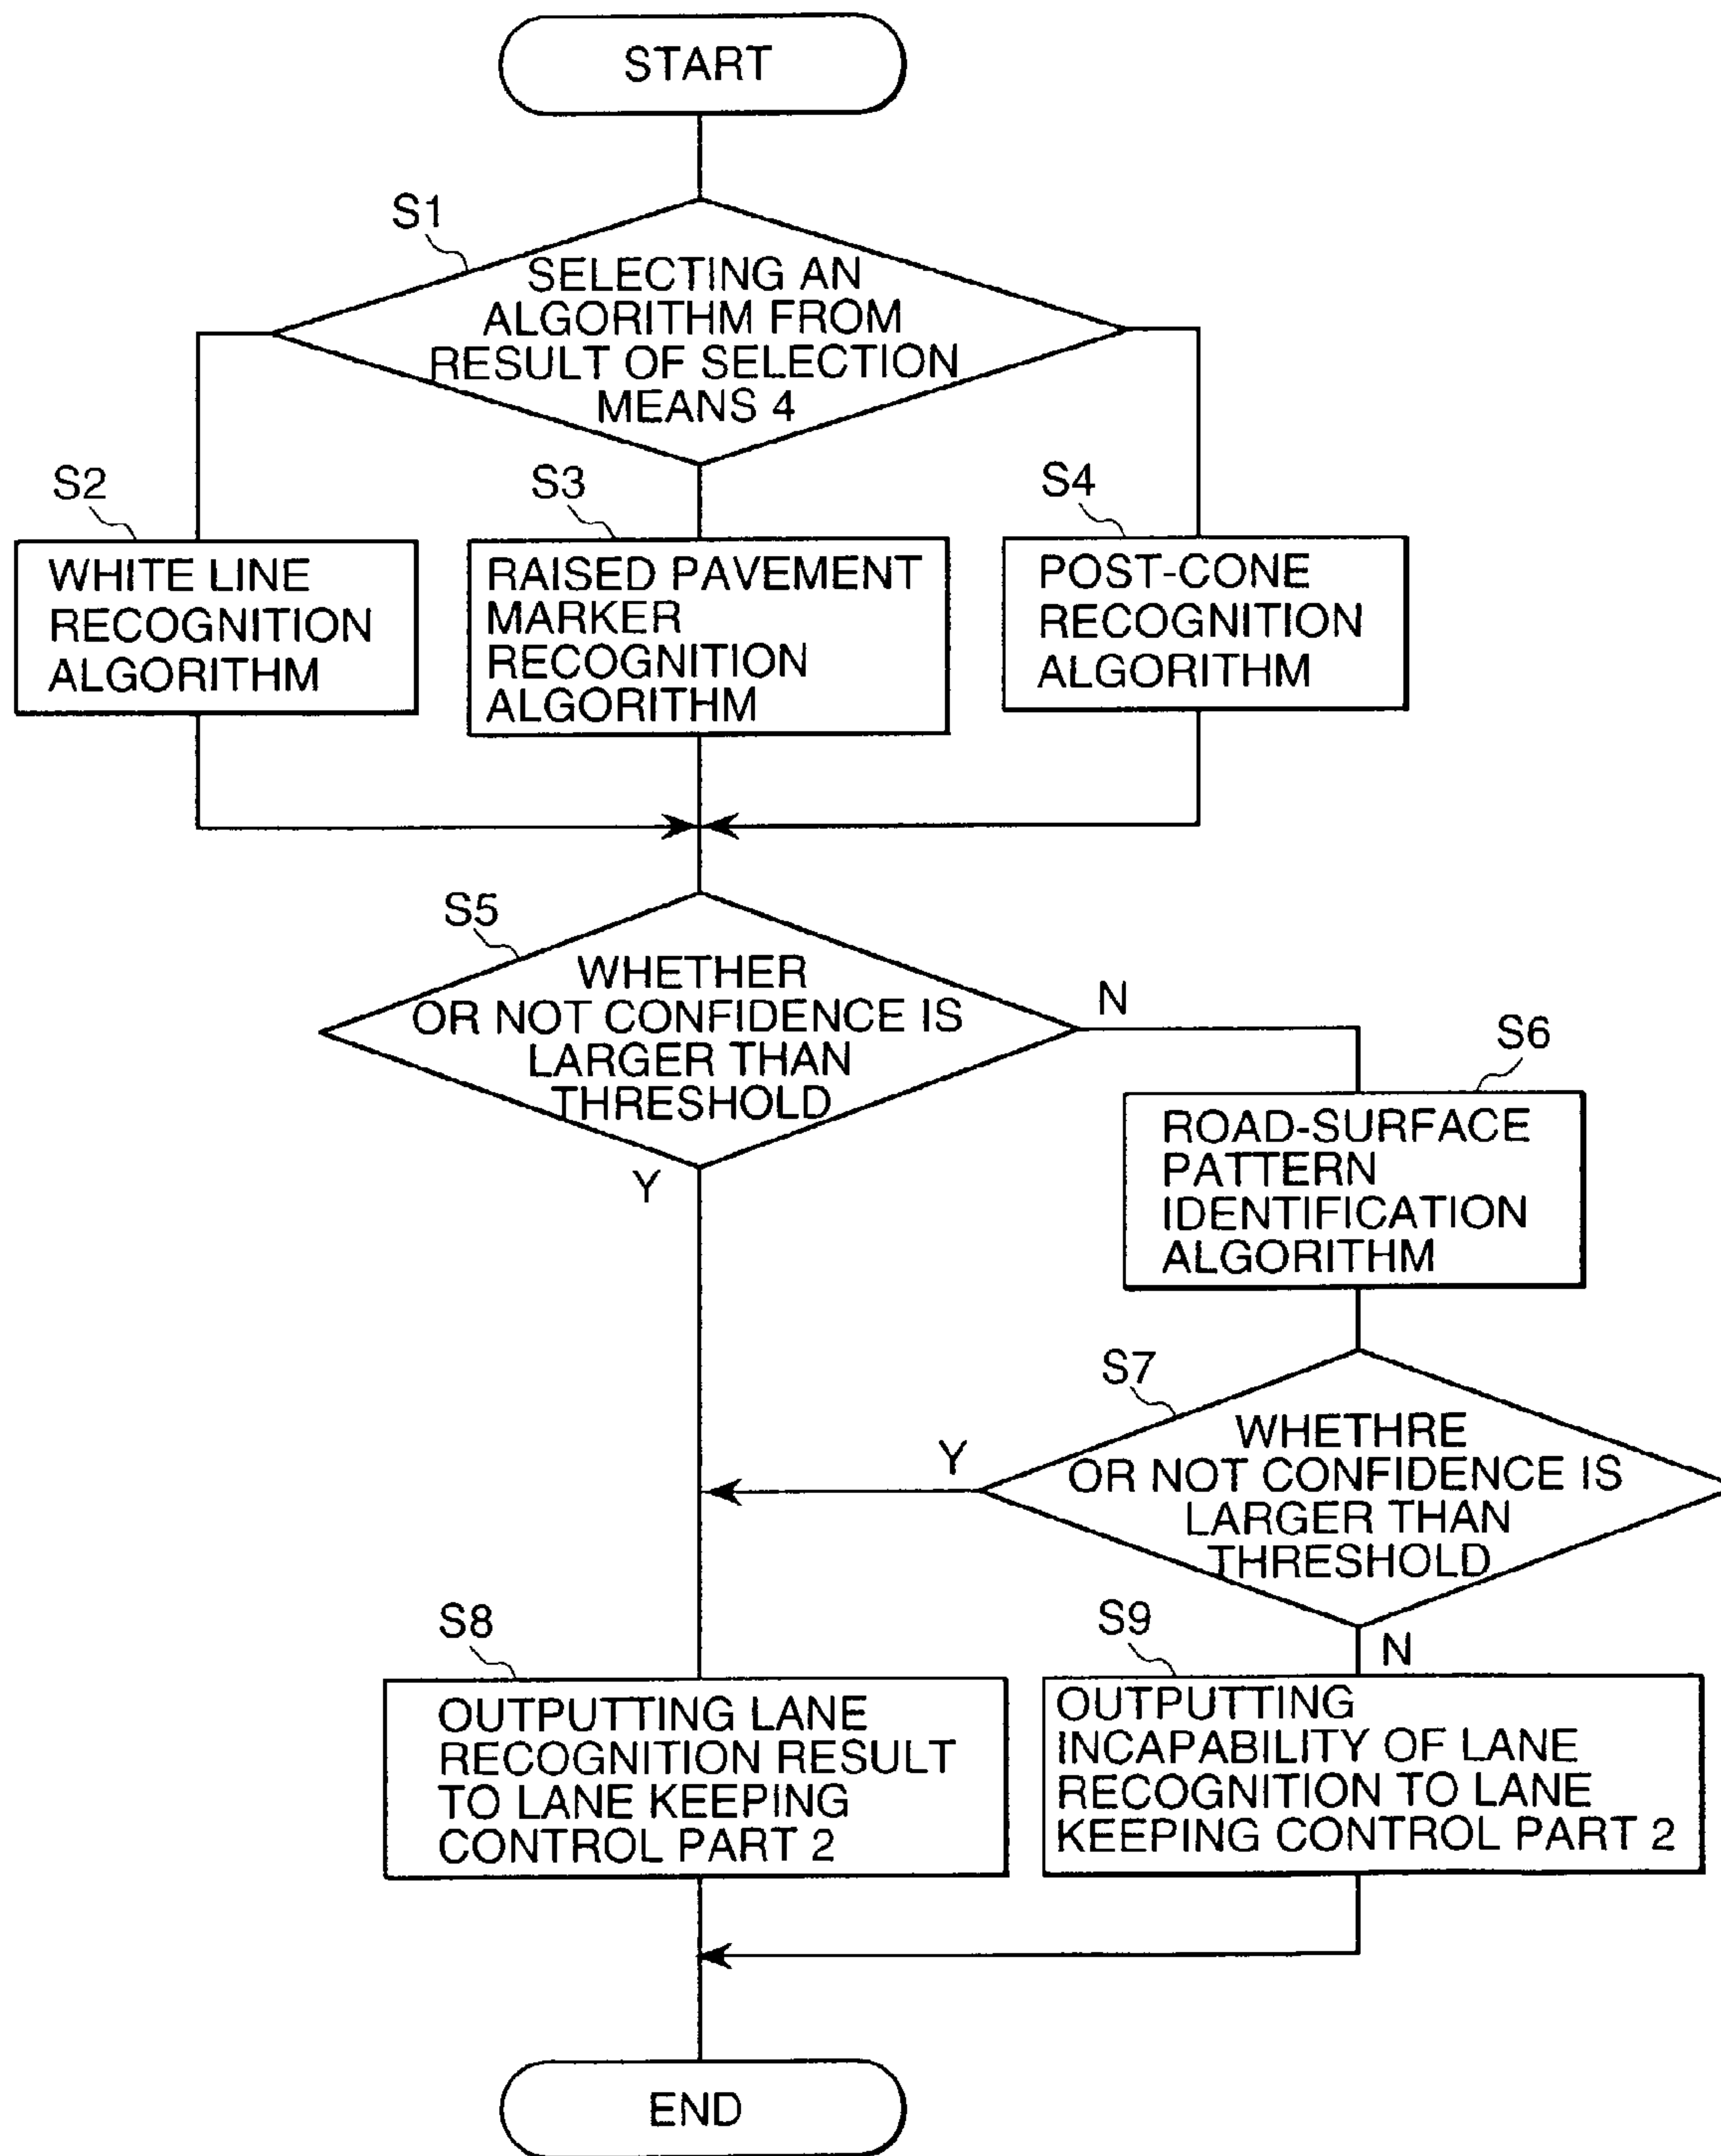 START
S1
SELECTING AN
ALGORITHM FROM
RESULT OF SELECTION
MEANS 4
S2
WHITE LINE
RECOGNITION
ALGORITHM
S3
RAISED PAVEMENT
MARKER
RECOGNITION
ALGORITHM
S4
POST-CONE
RECOGNITION
ALGORITHM
S5
WHETHER
OR NOT CONFIDENCE IS
LARGER THAN
THRESHOLD
N
Y
S6
ROAD-SURFACE
PATTERN
IDENTIFICATION
ALGORITHM
S7
WHETHRE
OR NOT CONFIDENCE IS
LARGER THAN
THRESHOLD
Y
N
S8
OUTPUTTING LANE
RECOGNITION RESULT
TO LANE KEEPING
CONTROL PART 2
S9
OUTPUTTING
INCAPABILITY OF LANE
RECOGNITION TO LANE
KEEPING CONTROL PART 2
END